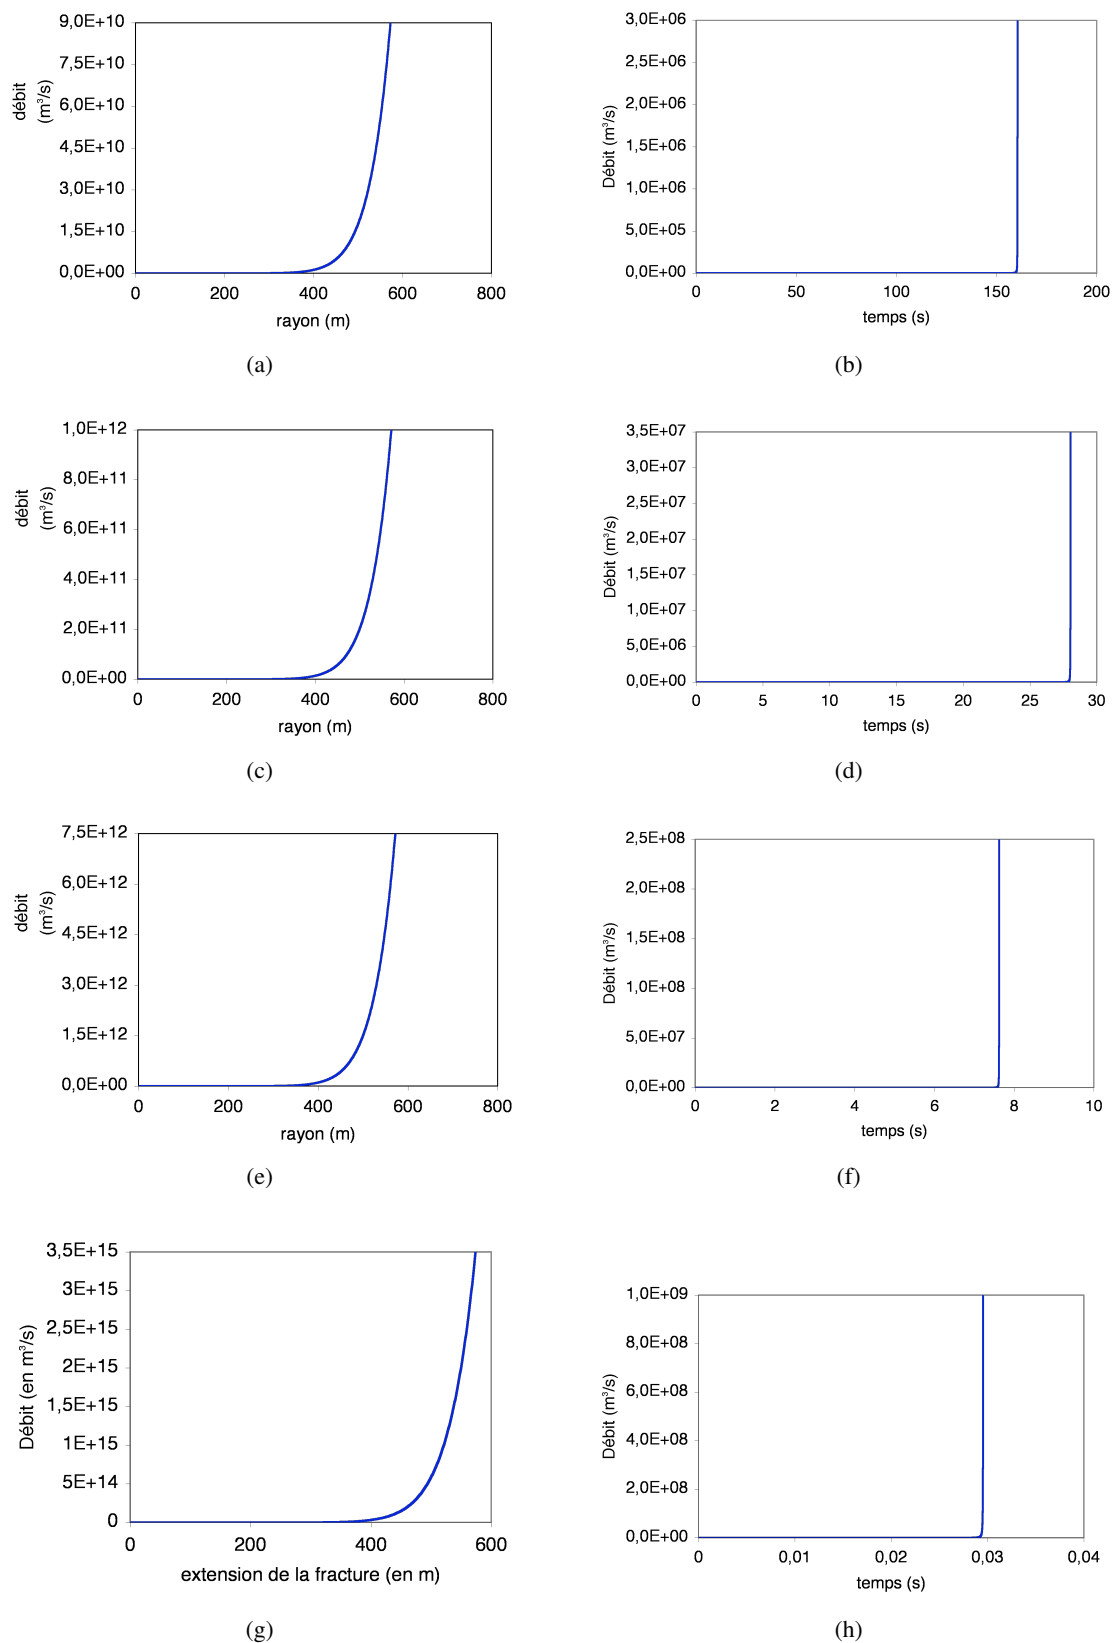 9,0E+10
7,5E+10
6,0E+10
4,5E+10
3,0E+10
1,5E+10
0,0E+00
débit
(m³/s)
0 200 400 600 800
rayon (m)
(a)
3,0E+06
2,5E+06
2,0E+06
1,5E+06
1,0E+06
5,0E+05
0,0E+00
Débit (m³/s)
0 50 100 150 200
temps (s)
(b)
1,0E+12
8,0E+11
6,0E+11
4,0E+11
2,0E+11
0,0E+00
débit
(m³/s)
0 200 400 600 800
rayon (m)
(c)
3,5E+07
3,0E+07
2,5E+07
2,0E+07
1,5E+07
1,0E+07
5,0E+06
0,0E+00
Débit (m³/s)
0 5 10 15 20 25 30
temps (s)
(d)
7,5E+12
6,0E+12
4,5E+12
3,0E+12
1,5E+12
0,0E+00
débit
(m³/s)
0 200 400 600 800
rayon (m)
(e)
2,5E+08
2,0E+08
1,5E+08
1,0E+08
5,0E+07
0,0E+00
Débit (m³/s)
0 2 4 6 8 10
temps (s)
(f)
3,5E+15
3E+15
2,5E+15
2E+15
1,5E+15
1E+15
5E+14
0
Débit (en m³/s)
0 200 400 600
extension de la fracture (en m)
(g)
1,0E+09
8,0E+08
6,0E+08
4,0E+08
2,0E+08
0,0E+00
Débit (m³/s)
0 0,01 0,02 0,03 0,04
temps (s)
(h)